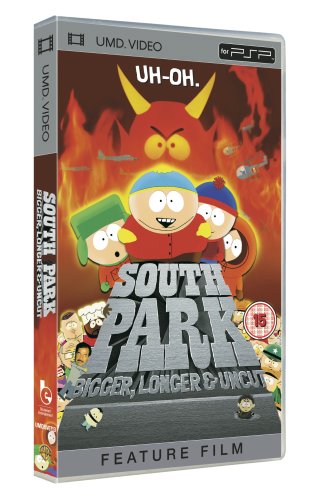 UMD. VIDEO
for PSP
UH-OH.
SOUTH
PARK
BIGGER, LONGER & UNCUT
15
FEATURE FILM
UMD. VIDEO
SOUTH PARK
BIGGER, LONGER & UNCUT